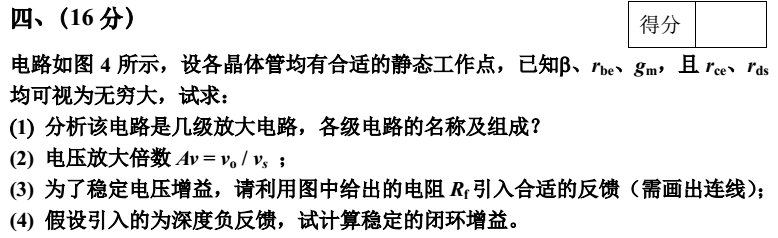 四、（16 分）
得分
电路如图 4 所示，设各晶体管均有合适的静态工作点，已知β、rbe、gm，且 rce、rds
均可视为无穷大，试求：
(1) 分析该电路是几级放大电路，各级电路的名称及组成？
(2) 电压放大倍数 Av = vo / vs ；
(3) 为了稳定电压增益，请利用图中给出的电阻 Rf 引入合适的反馈（需画出连线）；
(4) 假设引入的为深度负反馈，试计算稳定的闭环增益。